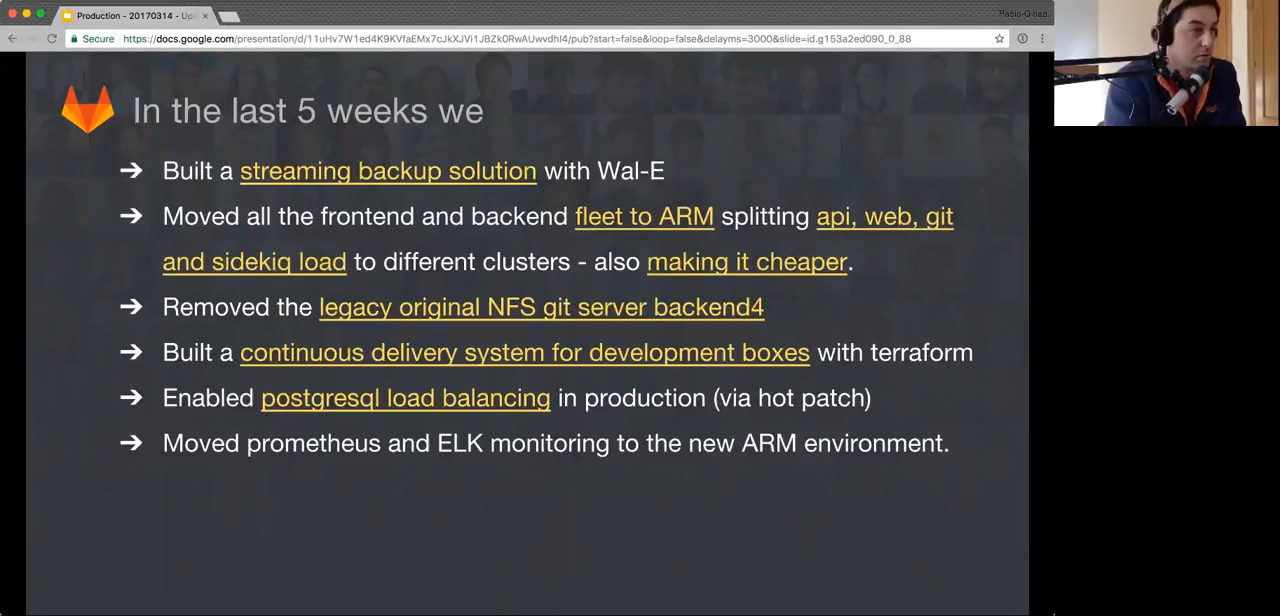 Production - 20170314 - Up
Pablo-Gitlab
Secure https://docs.google.com/presentation/d/11uHv7W1ed4K9KVfaEMx7cJkXJVi1JBZk0RwAUwvdhI4/pub?start=false&loop=false&delayms=3000&slide=id.g153a2ed090_0_88
In the last 5 weeks we
➔ Built a streaming backup solution with Wal-E
➔ Moved all the frontend and backend fleet to ARM splitting api, web, git
and sidekiq load to different clusters - also making it cheaper.
➔ Removed the legacy original NFS git server backend4
➔ Built a continuous delivery system for development boxes with terraform
➔ Enabled postgresql load balancing in production (via hot patch)
➔ Moved prometheus and ELK monitoring to the new ARM environment.